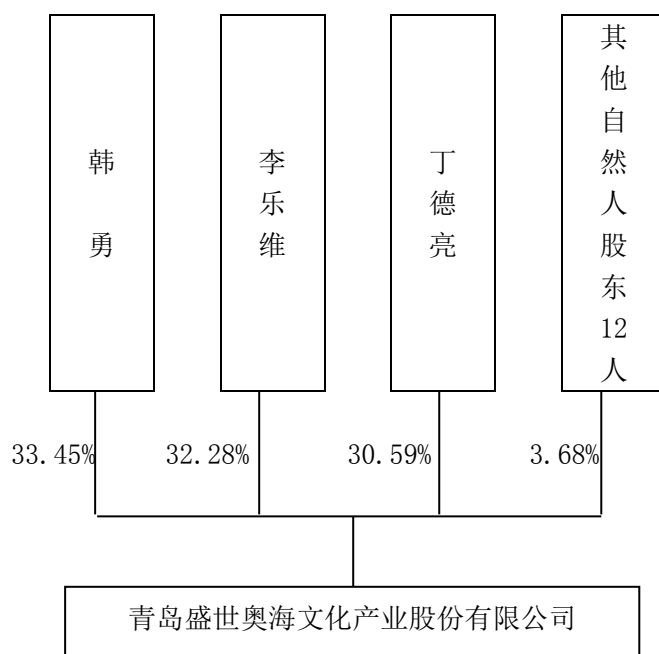 韩勇
李乐维
丁德亮
其他自然人股东12人
33.45%
32.28%
30.59%
3.68%
青岛盛世奥海文化产业股份有限公司